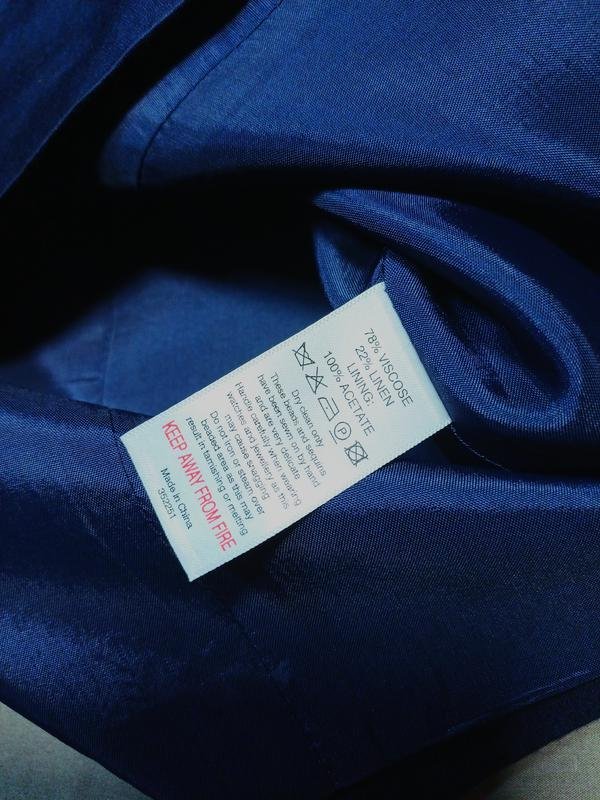 78% VISCOSE
22% LINEN
LINING:
100% ACETATE
P
Dry clean only
These beads and sequins
have been sewn on by hand
and are very delicate
Handle carefully when wearing
watches and jewellery as this
may cause snagging
Do not iron or steam over
beaded area as this may
result in tarnishing or melting
KEEP AWAY FROM FIRE
Made in China
352251